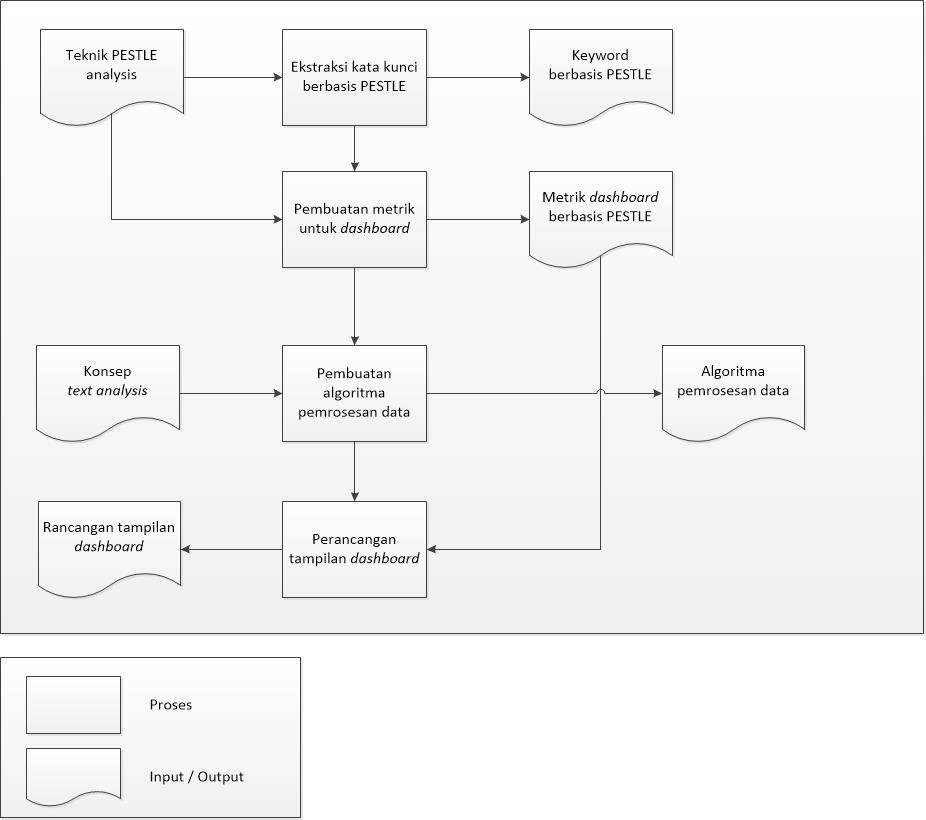 Teknik PESTLE
analysis
Ekstraksi kata kunci
berbasis PESTLE
Keyword
berbasis PESTLE
Pembuatan metrik
untuk dashboard
Metrik dashboard
berbasis PESTLE
Konsep
text analysis
Pembuatan
algoritma
pemrosesan data
Algoritma
pemrosesan data
Rancangan tampilan
dashboard
Perancangan
tampilan dashboard
Proses
Input / Output